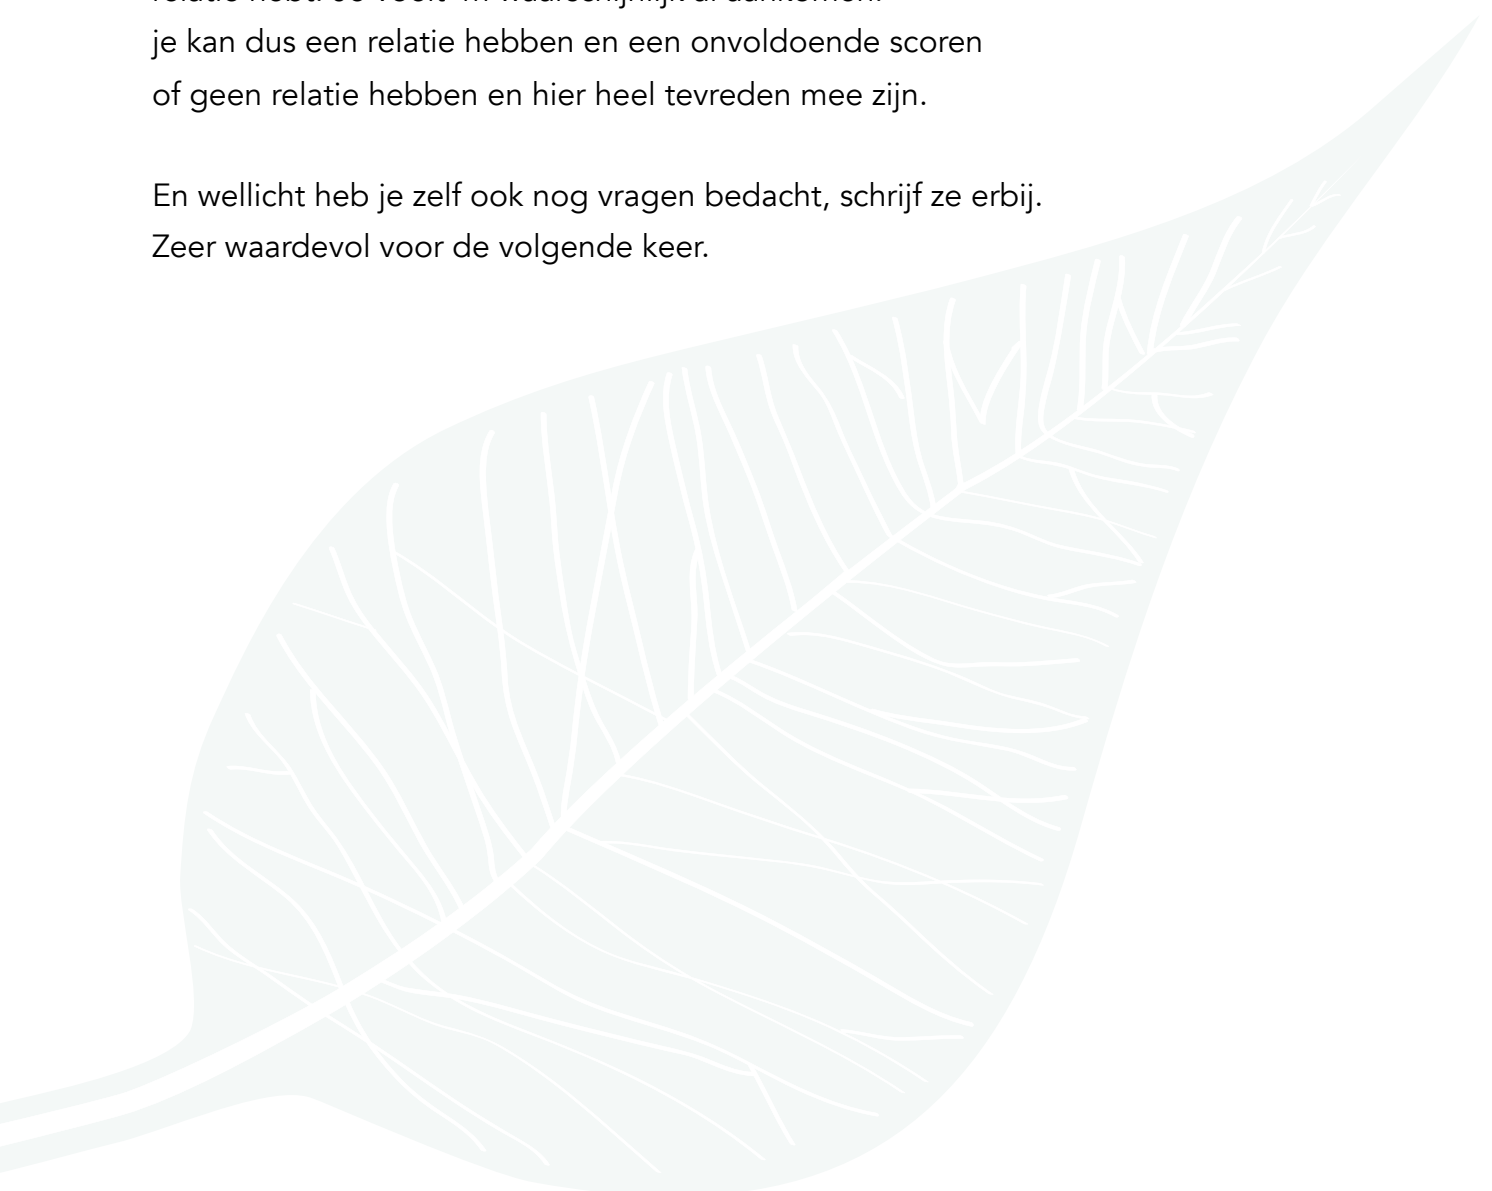 je kan dus een relatie hebben en een onvoldoende scoren
of geen relatie hebben en hier heel tevreden mee zijn.
En wellicht heb je zelf ook nog vragen bedacht, schrijf ze erbij.
Zeer waardevol voor de volgende keer.